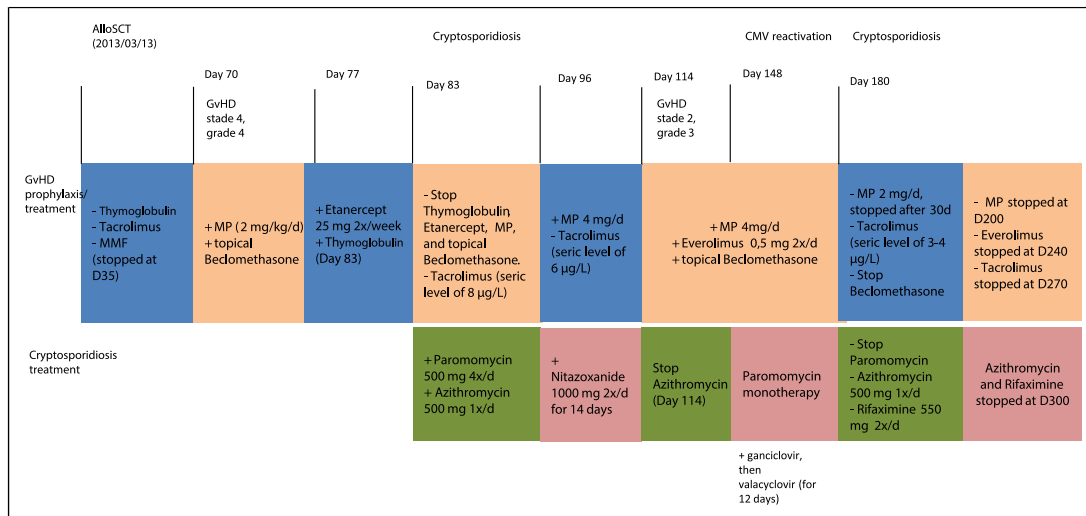 AlloSCT
(2013/03/13)
Cryptosporidiosis
CMV reactivation
Cryptosporidiosis
Day 70
Day 77
Day 83
Day 96
Day 114
Day 148
Day 180
GvHD
stade 4,
grade 4
GvHD
stade 2,
grade 3
GvHD
prophylaxis/
treatment
- Thymoglobulin
- Tacrolimus
- MMF
(stopped at
D35)
+ MP (2 mg/kg/d)
+ topical
Beclomethasone
+ Etanercept
25 mg 2x/week
+ Thymoglobulin
(Day 83)
- Stop
Thymoglobulin,
Etanercept, MP,
and topical
Beclomethasone.
- Tacrolimus (seric
level of 8 µg/L)
+ MP 4 mg/d
- Tacrolimus
(seric level of
6 µg/L)
+ MP 4mg/d
+ Everolimus 0,5 mg 2x/d
+ topical Beclomethasone
- MP 2 mg/d,
stopped after 30d
- Tacrolimus
(seric level of 3-4
µg/L)
- Stop
Beclomethasone
- MP stopped at
D200
- Everolimus
stopped at D240
- Tacrolimus
stopped at D270
Cryptosporidiosis
treatment
+ Paromomycin
500 mg 4x/d
+ Azithromycin
500 mg 1x/d
+
Nitazoxanide
1000 mg 2x/d
for 14 days
Stop
Azithromycin
(Day 114)
Paromomycin
monotherapy
- Stop
Paromomycin
- Azithromycin
500 mg 1x/d
- Rifaximine 550
mg 2x/d
Azithromycin
and Rifaximine
stopped at D300
+ ganciclovir,
then
valacyclovir (for
12 days)